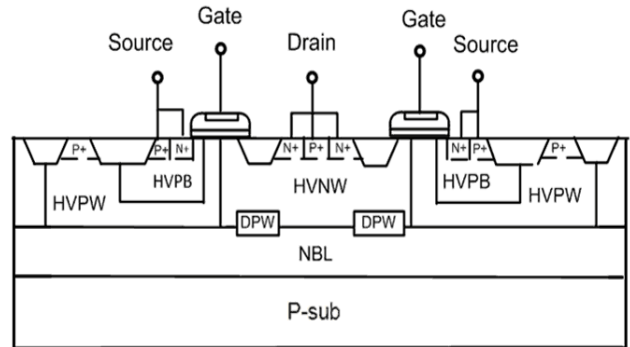 Gate
Gate
Source
Drain
Source
P+
P+
N+
N+
P+
N+
N+
P+
P+
HVPB
HVNW
HVPB
HVPW
HVPW
DPW
DPW
NBL
P-sub